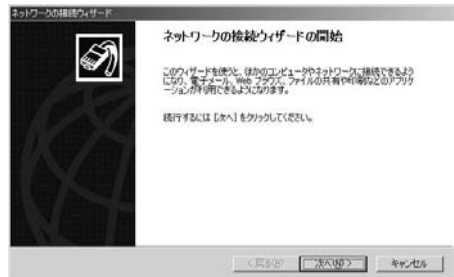 ネットワークの接続ウィザード
ネットワークの接続ウィザードの開始
このウィザードを使うと、ほかのコンピュータやネットワークに接続できるよう
になり、電子メール、Web ブラウズ、ファイルの共有や印刷などのアプリケ
ーションが利用できるようになります。
続行するには [次へ] をクリックしてください。
< 戻る(B)
次へ(N) >
キャンセル